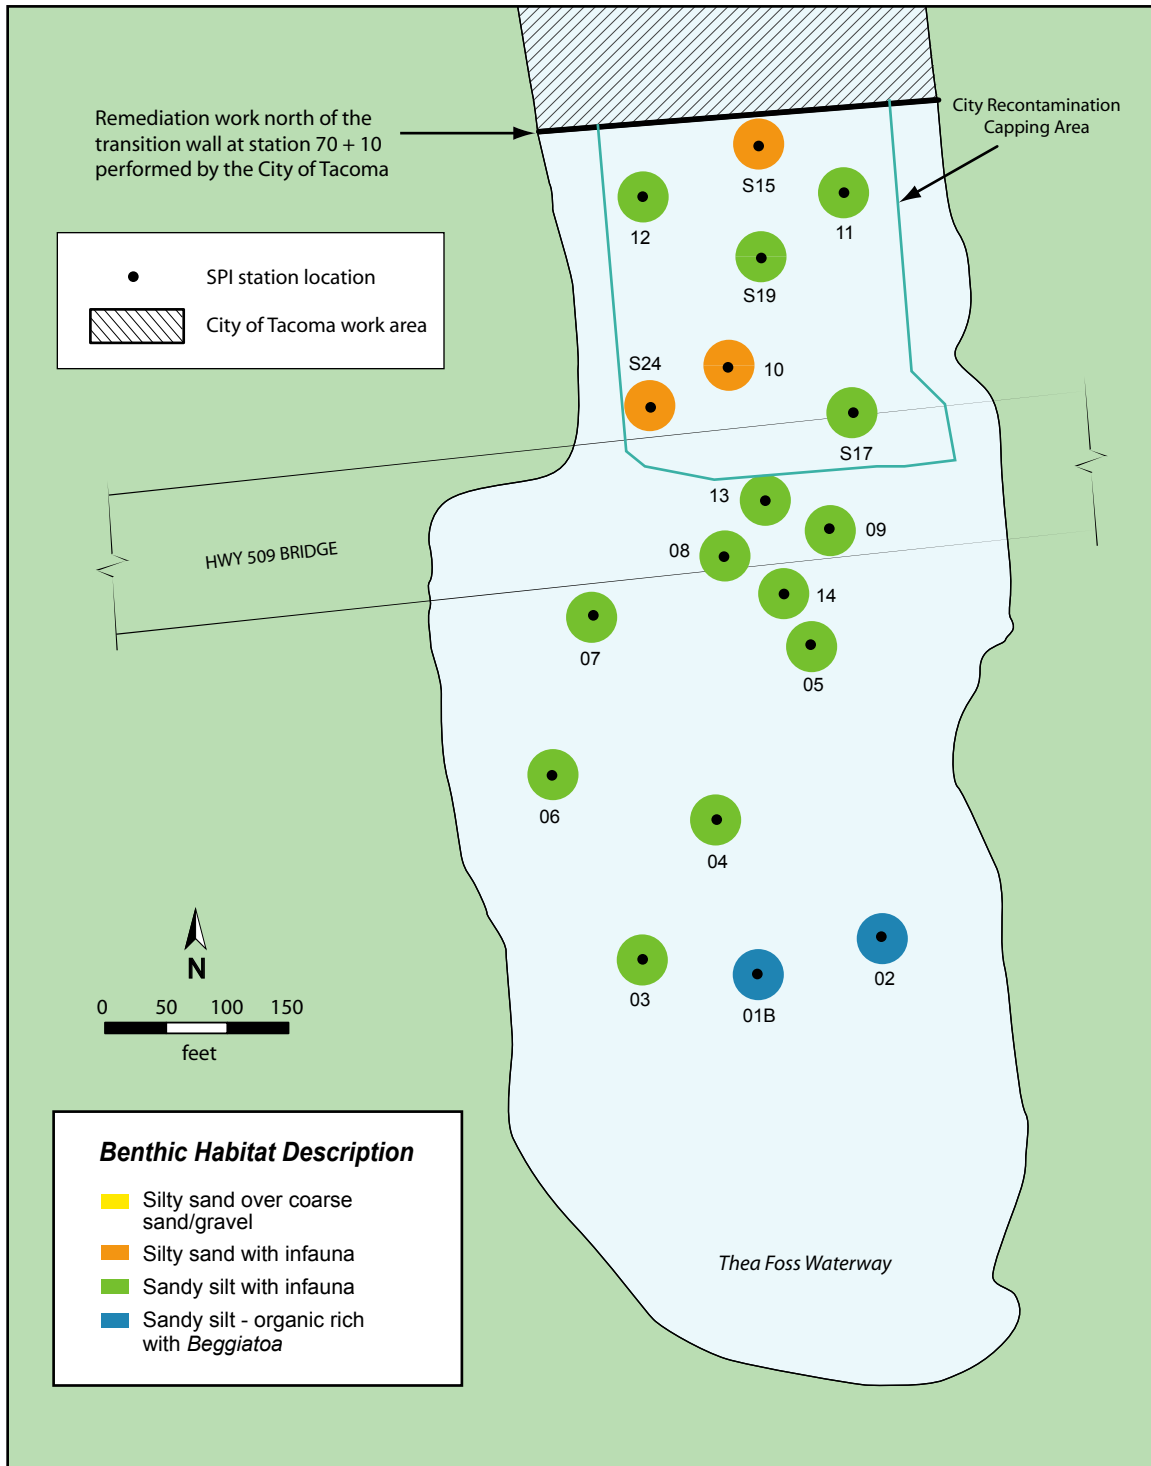 Remediation work north of the
transition wall at station 70 + 10
performed by the City of Tacoma
City Recontamination
Capping Area
SPI station location
City of Tacoma work area
S15
12
11
S19
S24
10
S17
13
09
08
14
HWY 509 BRIDGE
07
05
06
04
03
01B
02
N
0 50 100 150
feet
Benthic Habitat Description
Silty sand over coarse
sand/gravel
Silty sand with infauna
Sandy silt with infauna
Sandy silt - organic rich
with Beggiatoa
Thea Foss Waterway